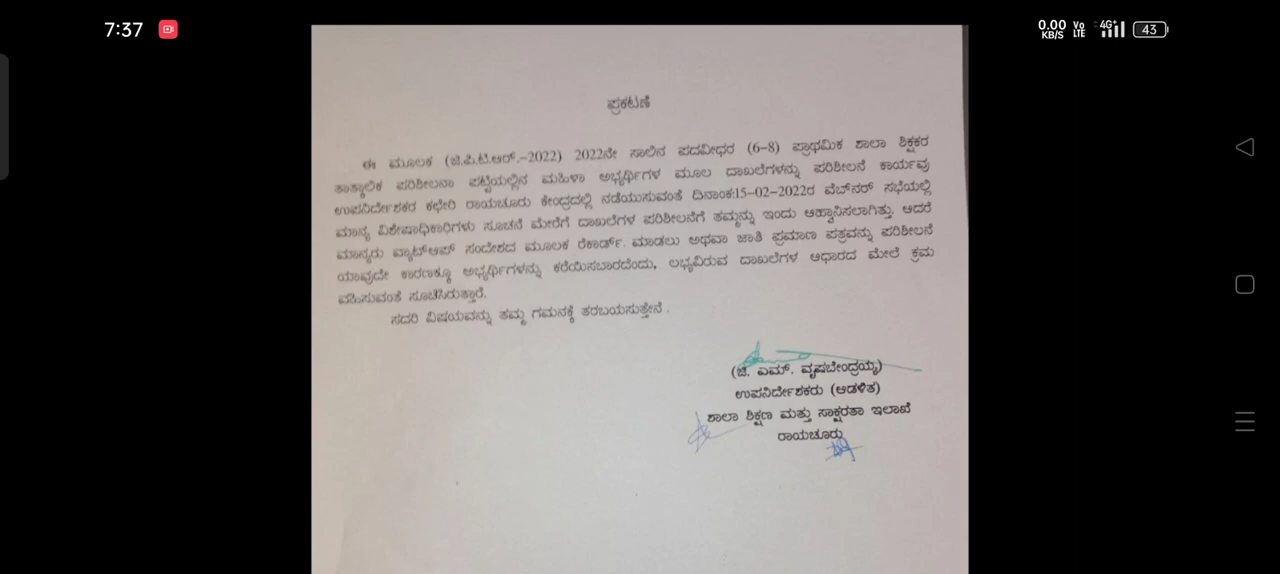 7:37
0.00 KB/S Vo LTE 4G+ 43
ಪ್ರಕಟಣೆ
ಈ ಮೂಲಕ (ಜಿ.ಪಿ.ಟಿ.ಆರ್.-2022) 2022ನೇ ಸಾಲಿನ ಪದವೀಧರ (6-8) ಪ್ರಾಥಮಿಕ ಶಾಲಾ ಶಿಕ್ಷಕರ
ತಾತ್ಕಾಲಿಕ ಪರಿಶೀಲನಾ ಪಟ್ಟಿಯಲ್ಲಿನ ಮಹಿಳಾ ಅಭ್ಯರ್ಥಿಗಳ ಮೂಲ ದಾಖಲೆಗಳನ್ನು ಪರಿಶೀಲನೆ ಕಾರ್ಯವು
ಉಪನಿರ್ದೇಶಕರ ಕಛೇರಿ ರಾಯಚೂರು ಕೇಂದ್ರದಲ್ಲಿ ನಡೆಯುಸುವಂತೆ ದಿನಾಂಕ:15-02-2022ರ ವೆಬ್‌ನರ್ ಸಭೆಯಲ್ಲಿ
ಮಾನ್ಯ ವಿಶೇಷಾಧಿಕಾರಿಗಳು ಸೂಚನೆ ಮೇರೆಗೆ ದಾಖಲೆಗಳ ಪರಿಶೀಲನೆಗೆ ತಮ್ಮನ್ನು ಇಂದು ಆಹ್ವಾನಿಸಲಾಗಿತ್ತು. ಆದರೆ
ಮಾನ್ಯರು ವ್ಯಾಟ್‌ಆಪ್ ಸಂದೇಶದ ಮೂಲಕ ರೆಕಾರ್ಡ್. ಮಾಡಲು ಅಥವಾ ಜಾತಿ ಪ್ರಮಾಣ ಪತ್ರವನ್ನು ಪರಿಶೀಲನೆ
ಯಾವುದೇ ಕಾರಣಕ್ಕೂ ಅಭ್ಯರ್ಥಿಗಳನ್ನು ಕರೆಯಿಸಬಾರದೆಂದು, ಲಭ್ಯವಿರುವ ದಾಖಲೆಗಳ ಆಧಾರದ ಮೇಲೆ ಕ್ರಮ
ವಹಿಸುವಂತೆ ಸೂಚಿಸಿರುತ್ತಾರೆ.
ಸದರಿ ವಿಷಯವನ್ನು ತಮ್ಮ ಗಮನಕ್ಕೆ ತರಬಯಸುತ್ತೇನೆ.
(ಜಿ. ಎಮ್. ವೃಷಬೇಂದ್ರಯ್ಯ)
ಉಪನಿರ್ದೇಶಕರು (ಆಡಳಿತ)
ಶಾಲಾ ಶಿಕ್ಷಣ ಮತ್ತು ಸಾಕ್ಷರತಾ ಇಲಾಖೆ
ರಾಯಚೂರು